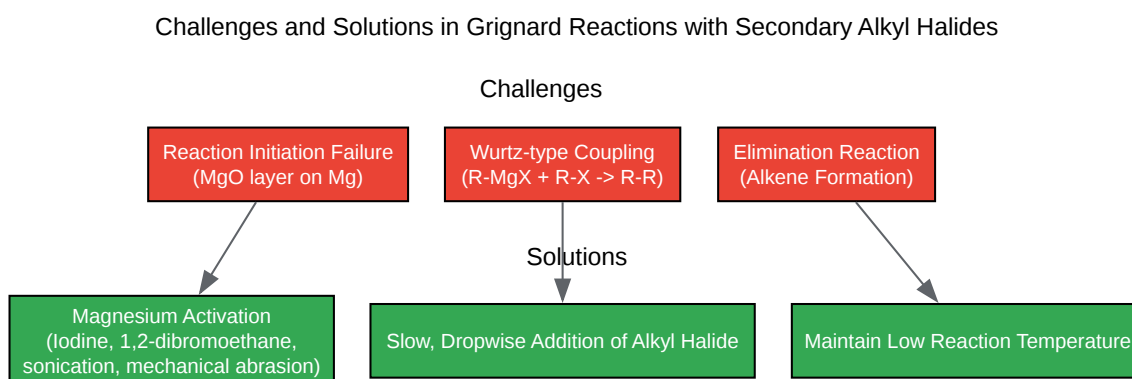 Challenges and Solutions in Grignard Reactions with Secondary Alkyl Halides
Challenges
Reaction Initiation Failure
(MgO layer on Mg)
Wurtz-type Coupling
(R-MgX + R-X -> R-R)
Elimination Reaction
(Alkene Formation)
Solutions
Magnesium Activation
(Iodine, 1,2-dibromoethane,
sonication, mechanical abrasion)
Slow, Dropwise Addition of Alkyl Halide
Maintain Low Reaction Temperature